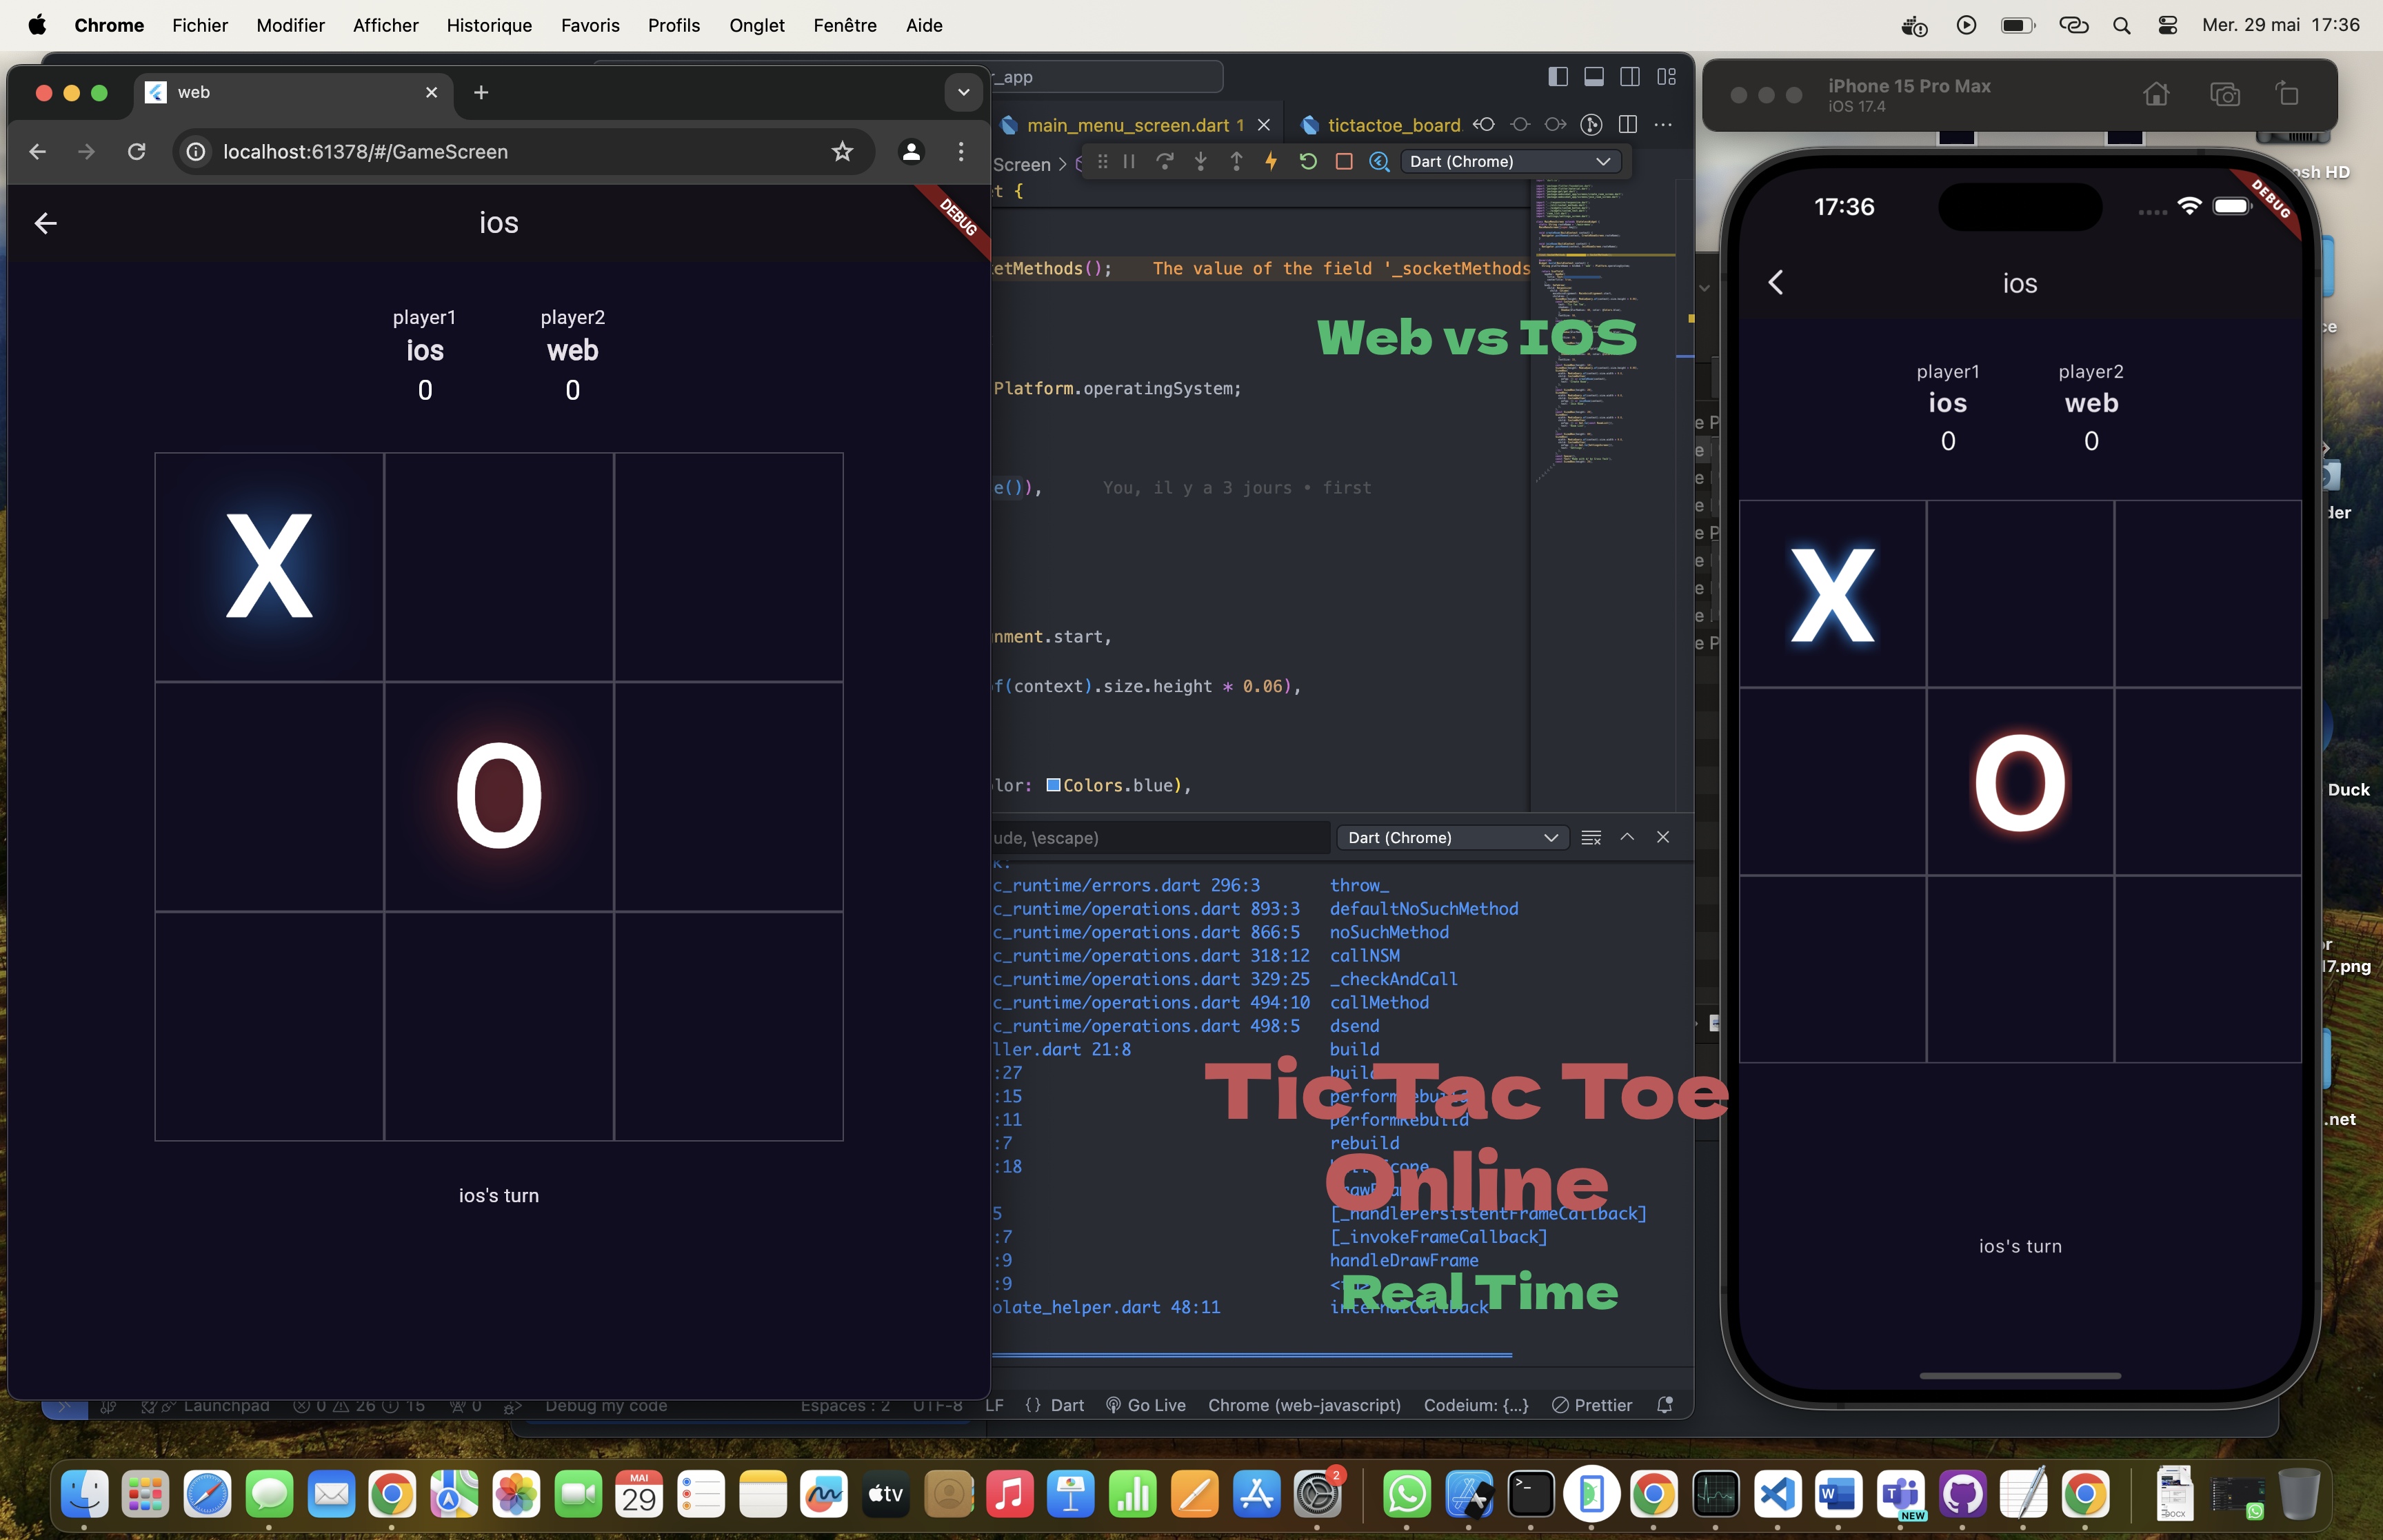 Chrome Fichier Modifier Afficher Historique Favoris Profils Onglet Fenêtre Aide Mer. 29 mai 17:36
web
localhost:61378/#/GameScreen
ios
DEBUG
player1 player2
ios web
0 0
X
O
ios's turn
_app
main_menu_screen.dart 1
tictactoe_board
Screen >
Dart (Chrome)
et {
etMethods(); The value of the field '_socketMethods
Web vs IOS
Platform.operatingSystem;
e()), You, il y a 3 jours • first
nment.start,
of(context).size.height * 0.06),
lor: Colors.blue),
ude, \escape)
Dart (Chrome)
k:
c_runtime/errors.dart 296:3 throw_
c_runtime/operations.dart 893:3 defaultNoSuchMethod
c_runtime/operations.dart 866:5 noSuchMethod
c_runtime/operations.dart 318:12 callNSM
c_runtime/operations.dart 329:25 _checkAndCall
c_runtime/operations.dart 494:10 callMethod
c_runtime/operations.dart 498:5 dsend
ller.dart 21:8 build
:27
:15 performRebuild
:11 performRebuild
:7 rebuild
:18
5 [_handlePersistentFrameCallback]
:7 [_invokeFrameCallback]
:9 handleDrawFrame
:9
olate_helper.dart 48:11 internalCallback
Tic Tac Toe
Online
Real Time
Launchpad 0 26 15 0 Debug my code Espaces : 2 UTF-8 LF {} Dart Go Live Chrome (web-javascript) Codeium: {...} Prettier
iPhone 15 Pro Max
iOS 17.4
17:36
DEBUG
ios
player1 player2
ios web
0 0
X
O
ios's turn
osh HD
der
Duck
17.png
.net
MAI
29
tv
2
NEW
.DOCX